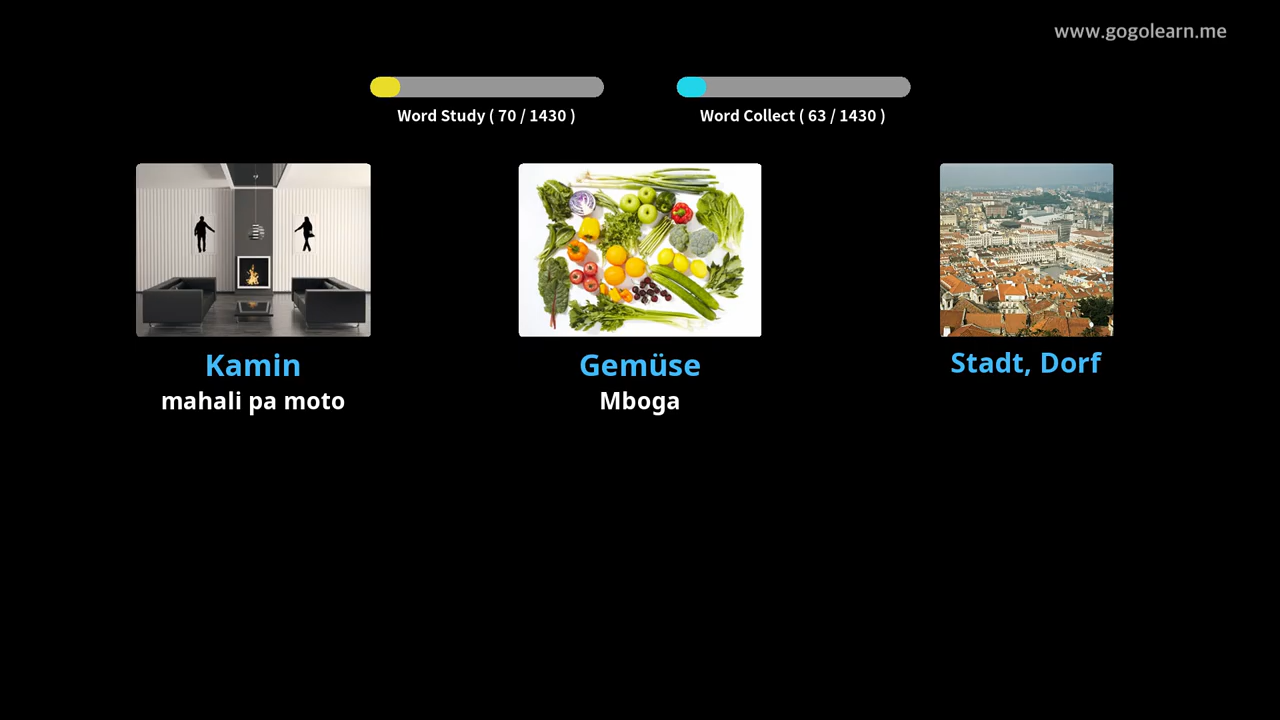 www.gogolearn.me
Word Study ( 70 / 1430 )
Word Collect ( 63 / 1430 )
Kamin
mahali pa moto
Gemüse
Mboga
Stadt, Dorf